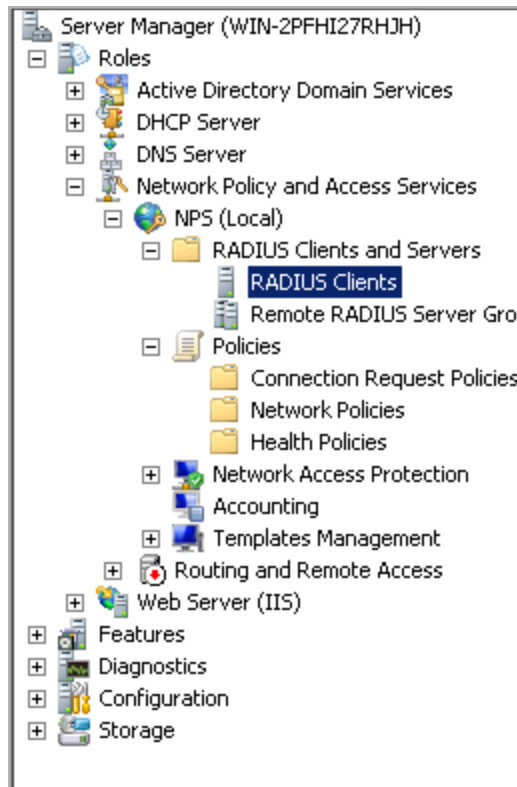 Server Manager (WIN-2PFHI27RHJH)
Roles
Active Directory Domain Services
DHCP Server
DNS Server
Network Policy and Access Services
NPS (Local)
RADIUS Clients and Servers
RADIUS Clients
Remote RADIUS Server Gro
Policies
Connection Request Policies
Network Policies
Health Policies
Network Access Protection
Accounting
Templates Management
Routing and Remote Access
Web Server (IIS)
Features
Diagnostics
Configuration
Storage